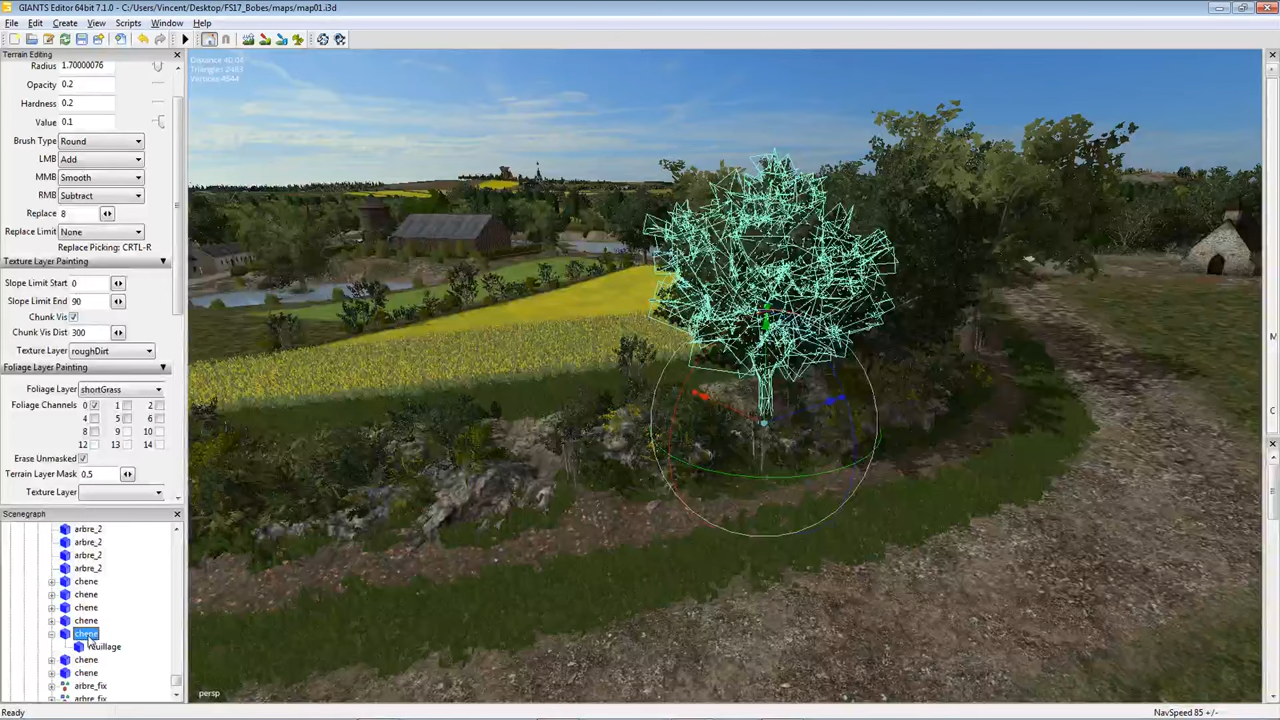 GIANTS Editor 64bit 7.1.0 - C:/Users/Vincent/Desktop/FS17_Bobes/maps/map01.i3d
File Edit Create View Scripts Window Help
Terrain Editing
Radius 1.70000076
Opacity 0.2
Hardness 0.2
Value 0.1
Brush Type Round
LMB Add
MMB Smooth
RMB Subtract
Replace 8
Replace Limit None
Replace Picking: CRTL-R
Texture Layer Painting
Slope Limit Start 0
Slope Limit End 90
Chunk Vis
Chunk Vis Dist 300
Texture Layer roughDirt
Foliage Layer Painting
Foliage Layer shortGrass
Foliage Channels 0 1 2
4 5 6
8 9 10
12 13 14
Erase Unmasked
Terrain Layer Mask 0.5
Texture Layer
Scenegraph
arbre_2
arbre_2
arbre_2
arbre_2
chene
chene
chene
chene
chene
feuillage
chene
chene
arbre_fix
arbre_fix
persp
Ready
NavSpeed 85 +/-